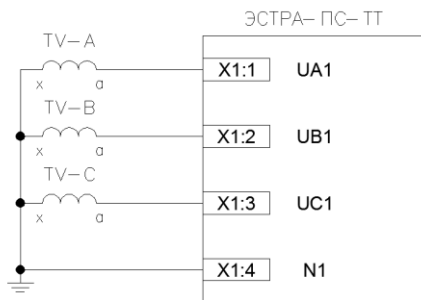 ЭСТРА-ПС-ТТ
TV-A
x a
X1:1 UA1
TV-B
x a
X1:2 UB1
TV-C
x a
X1:3 UC1
X1:4 N1